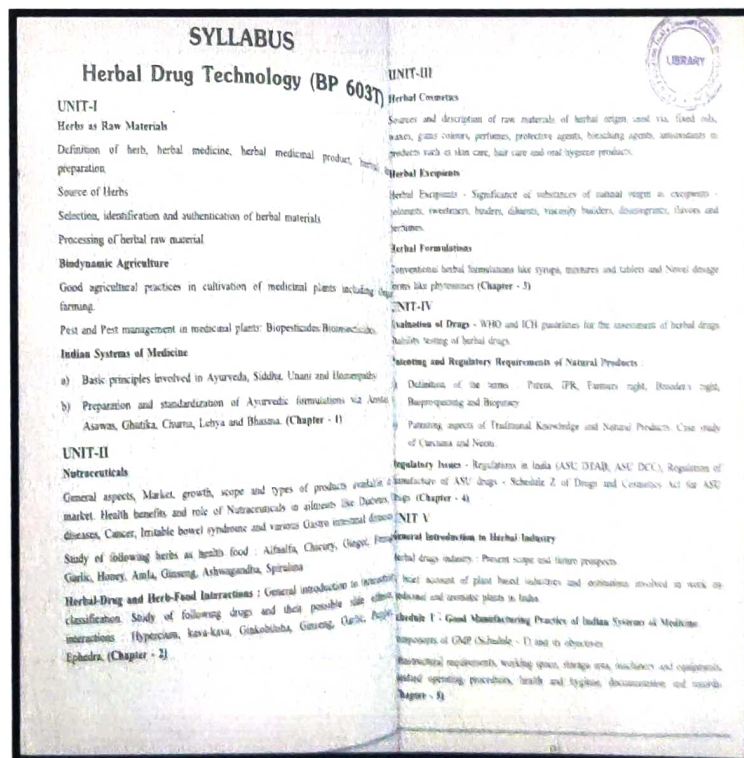 SYLLABUS
Herbal Drug Technology (BP 603T)
UNIT-I
Herbs as Raw Materials
Definition of herb, herbal medicine, herbal medicinal product, herbal
preparation
Source of Herbs
Selection, identification and authentication of herbal materials
Processing of herbal raw material
Biodynamic Agriculture
Good agricultural practices in cultivation of medicinal plants including
farming.
Pest and Pest management in medicinal plants: Biopesticides/Bioinsecticides.
Indian Systems of Medicine
a) Basic principles involved in Ayurveda, Siddha, Unani and Homeopathy
b) Preparation and standardization of Ayurvedic formulations viz
Asawas, Ghutika, Churna, Lehya and Bhasma. (Chapter - 1)
UNIT-II
Nutraceuticals
General aspects, Market, growth, scope and types of products available
market. Health benefits and role of Nutraceuticals in ailments like Diabetes,
diseases, Cancer, Irritable bowel syndrome and various Gastro intestinal
Study of following herbs as health food : Alfaalfa, Chicory, Ginger,
Garlic, Honey, Amla, Ginseng, Ashwagandha, Spirulina
Herbal-Drug and Herb-Food Interactions : General introduction to
classification. Study of following drugs and their possible side
interactions : Hypercium, kava-kava, Ginkobiloba, Ginseng, Garlic,
Ephedra. (Chapter - 2)
LIBRARY
UNIT-III
Herbal Cosmetics
Sources and description of raw materials of herbal origin used via, fixed oils,
waxes, gums colours, perfumes, protective agents, bleaching agents, antioxidants in
products such as skin care, hair care and oral hygiene products.
Herbal Excipients
Herbal Excipients - Significance of substances of natural origin as excipients -
colorants, sweeteners, binders, diluents, viscosity builders, disintegrants, flavors and
perfumes.
Herbal Formulations
Conventional herbal formulations like syrups, mixtures and tablets and Novel dosage
forms like phytosomes (Chapter - 3)
UNIT-IV
Evaluation of Drugs - WHO and ICH guidelines for the assessment of herbal drugs
Stability testing of herbal drugs.
Patenting and Regulatory Requirements of Natural Products :
Definition of the terms : Patent, IPR, Farmers right, Breeder's right,
Bioprospecting and Biopiracy
Patenting aspects of Traditional Knowledge and Natural Products. Case study
of Curcuma and Neem.
Regulatory Issues - Regulations in India (ASU DTAB, ASU DCC), Regulation of
manufacture of ASU drugs - Schedule Z of Drugs and Cosmetics Act for ASU
drugs (Chapter - 4)
UNIT V
General Introduction to Herbal Industry
Herbal drugs industry : Present scope and future prospects.
brief account of plant based industries and institutions involved in work on
medicinal and aromatic plants in India.
Schedule T - Good Manufacturing Practice of Indian Systems of Medicine
Components of GMP (Schedule - T) and its objectives
Infrastructural requirements, working space, storage area, machinery and equipments,
standard operating procedures, health and hygiene, documentation and records
(Chapter - 5)